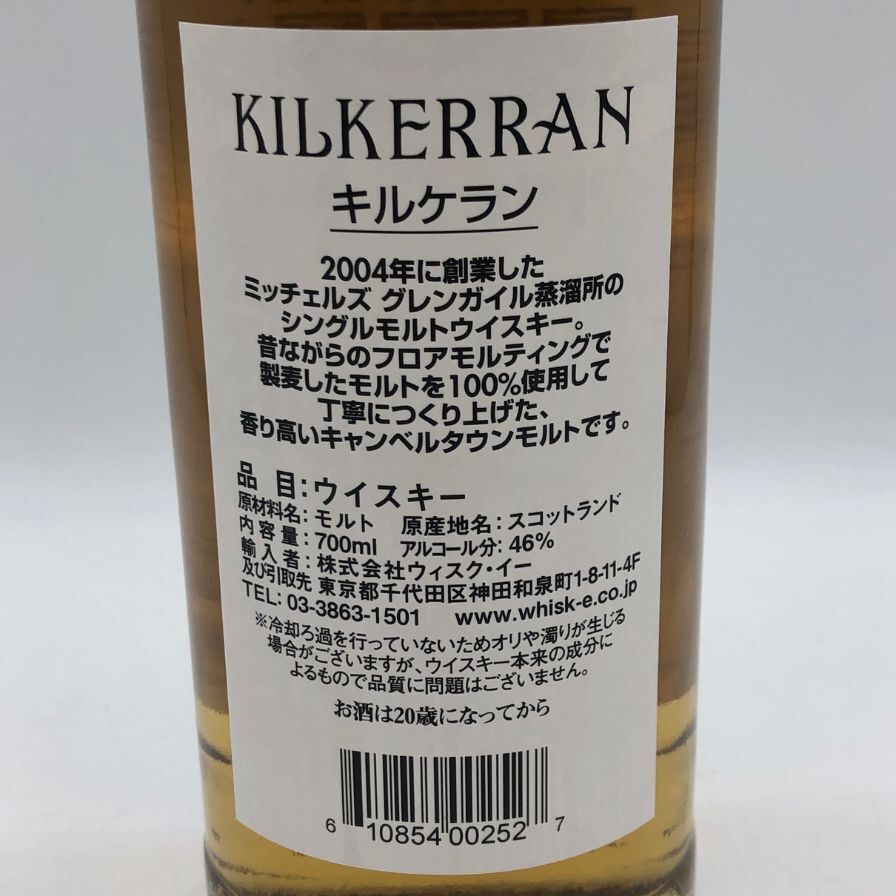 KILKERRAN
キルケラン
2004年に創業した
ミッチェルズ グレンガイル蒸溜所の
シングルモルトウイスキー。
昔ながらのフロアモルティングで
製麦したモルトを100%使用して
丁寧につくり上げた、
香り高いキャンベルタウンモルトです。
品 目：ウイスキー
原材料名：モルト 原産地名：スコットランド
内容量：700ml アルコール分：46%
輸入者：株式会社ウィスク・イー
及び引取先 東京都千代田区神田和泉町1-8-11-4F
TEL: 03-3863-1501 www.whisk-e.co.jp
※冷却ろ過を行っていないためオリや濁りが生じる
場合がございますが、ウイスキー本来の成分に
よるもので品質に問題はございません。
お酒は20歳になってから
6 10854 00252 7